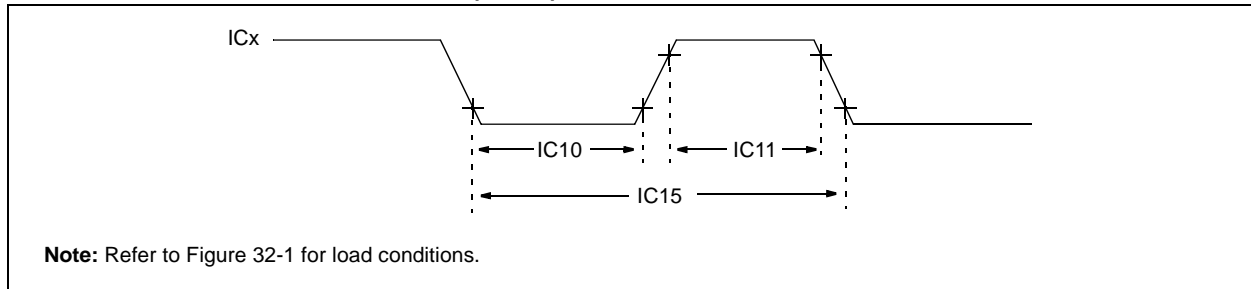 ICx
IC10
IC11
IC15
Note: Refer to Figure 32-1 for load conditions.